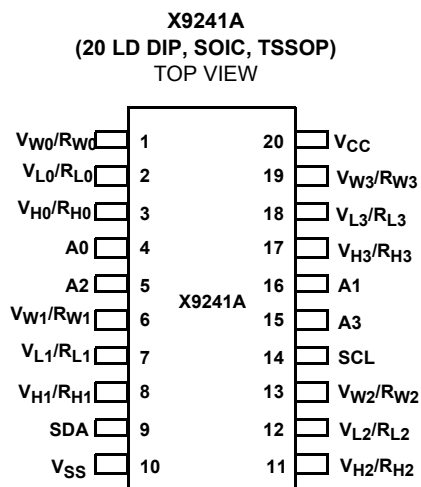 X9241A
(20 LD DIP, SOIC, TSSOP)
TOP VIEW
VW0/RW0 1 20 VCC
VL0/RL0 2 19 VW3/RW3
VH0/RH0 3 18 VL3/RL3
A0 4 17 VH3/RH3
A2 5 16 A1
X9241A
VW1/RW1 6 15 A3
VL1/RL1 7 14 SCL
VH1/RH1 8 13 VW2/RW2
SDA 9 12 VL2/RL2
VSS 10 11 VH2/RH2